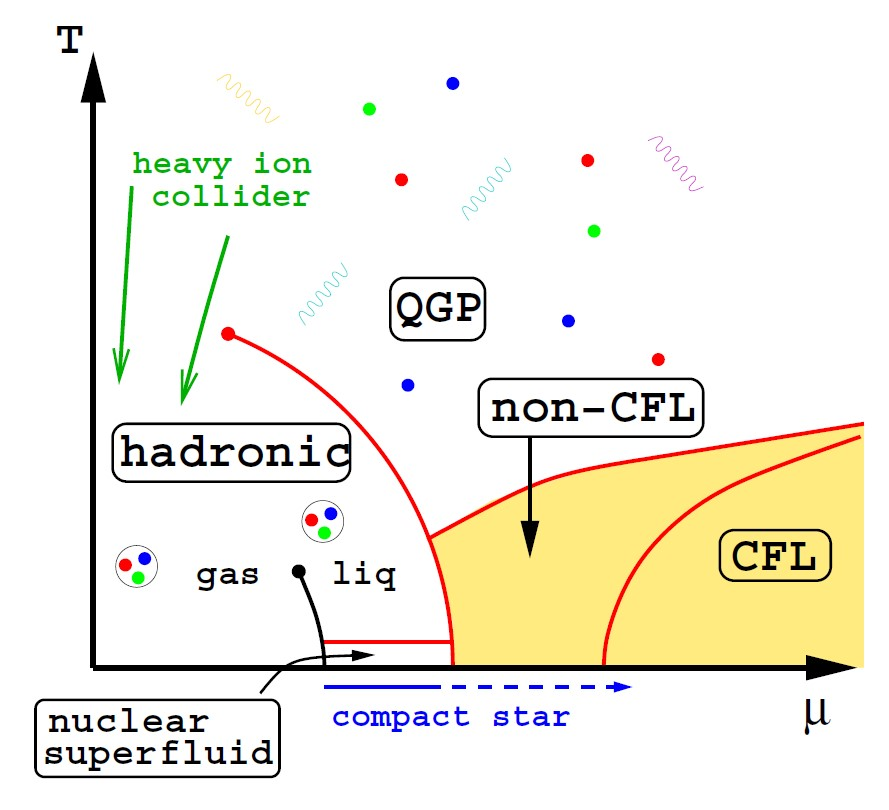 T
heavy ion
collider
QGP
non-CFL
hadronic
CFL
gas
liq
nuclear
superfluid
compact star
μ